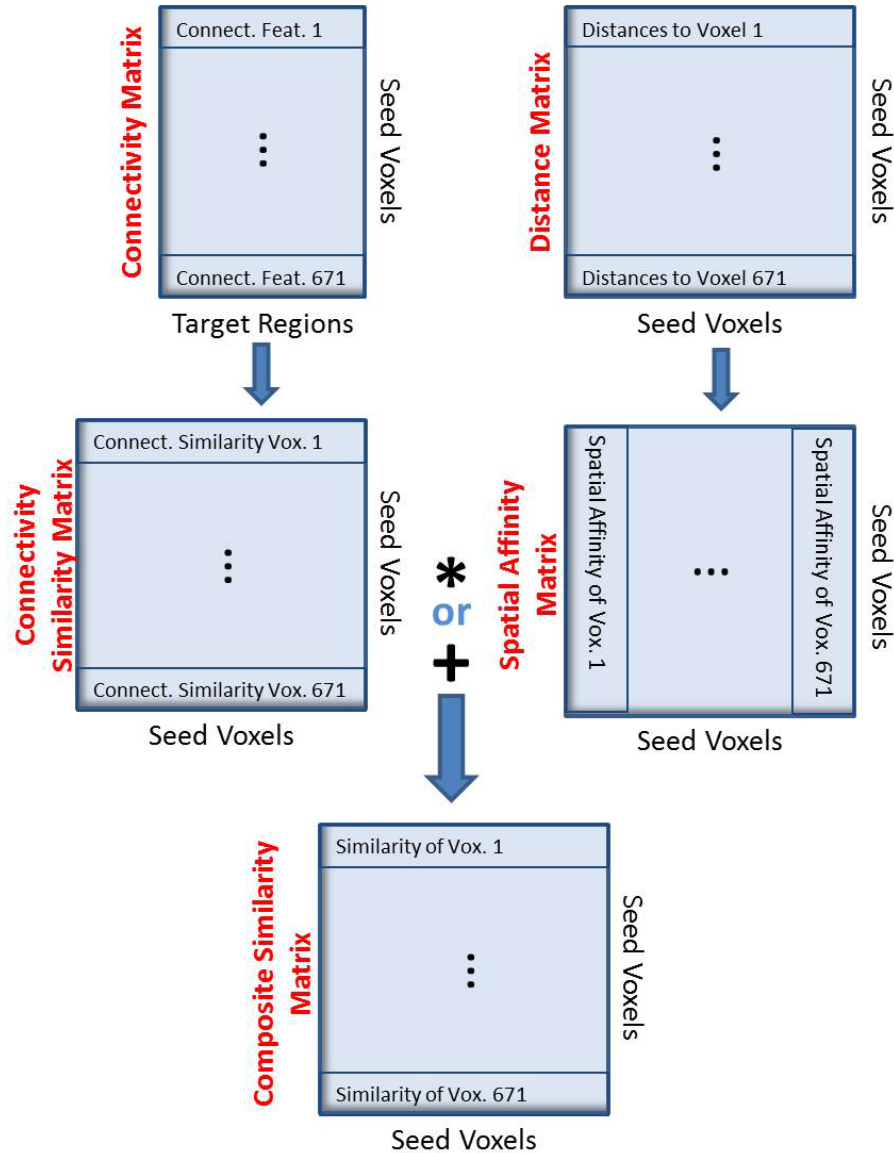 Connectivity Matrix
Connect. Feat. 1
...
Connect. Feat. 671
Seed Voxels
Target Regions
Distance Matrix
Distances to Voxel 1
...
Distances to Voxel 671
Seed Voxels
Seed Voxels
Connectivity
Similarity Matrix
Connect. Similarity Vox. 1
...
Connect. Similarity Vox. 671
Seed Voxels
Seed Voxels
*
or
+
Spatial Affinity
Matrix
Spatial Affinity of Vox. 1
...
Spatial Affinity of Vox. 671
Seed Voxels
Seed Voxels
Composite Similarity
Matrix
Similarity of Vox. 1
...
Similarity of Vox. 671
Seed Voxels
Seed Voxels